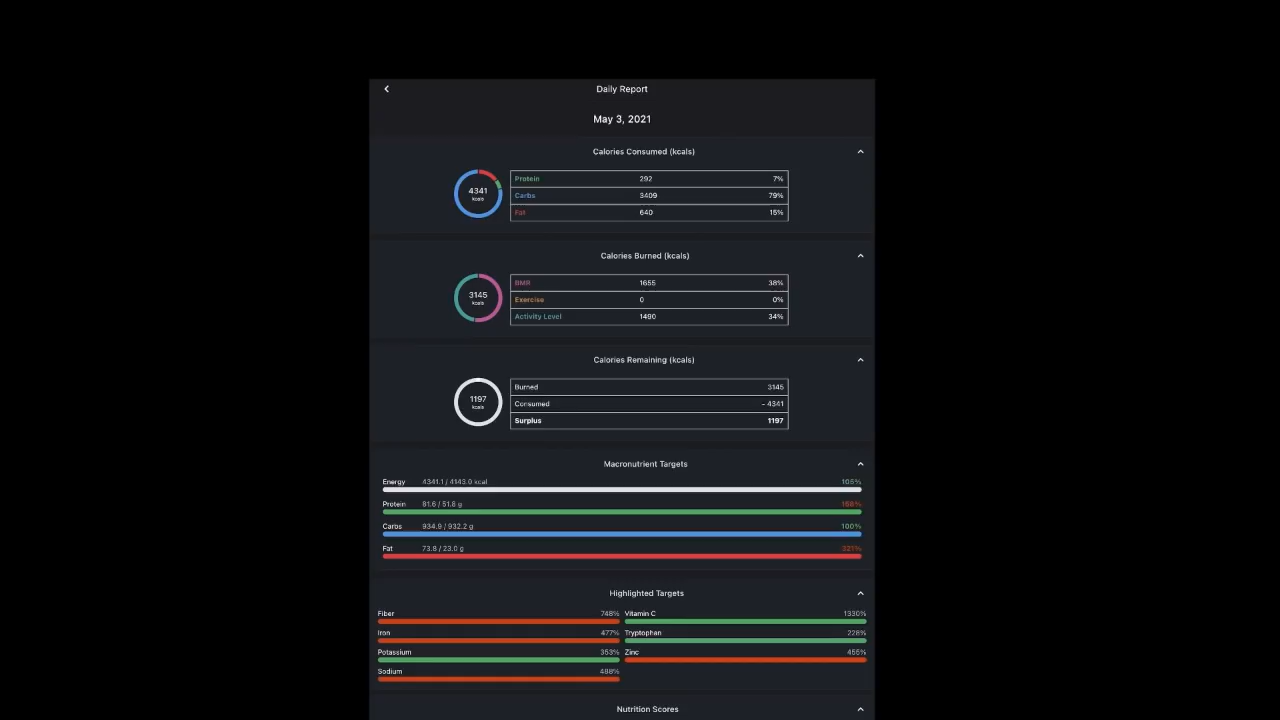 Daily Report
May 3, 2021
Calories Consumed (kcals)
4341
kcals
Protein 292 7%
Carbs 3409 79%
Fat 640 15%
Calories Burned (kcals)
3145
kcals
BMR 1655 38%
Exercise 0 0%
Activity Level 1490 34%
Calories Remaining (kcals)
1197
kcals
Burned 3145
Consumed - 4341
Surplus 1197
Macronutrient Targets
Energy 4341.1 / 4143.0 kcal 105%
Protein 81.6 / 51.8 g 158%
Carbs 934.9 / 932.2 g 100%
Fat 73.8 / 23.0 g 321%
Highlighted Targets
Fiber 748% Vitamin C 1330%
Iron 477% Tryptophan 228%
Potassium 353% Zinc 455%
Sodium 488%
Nutrition Scores